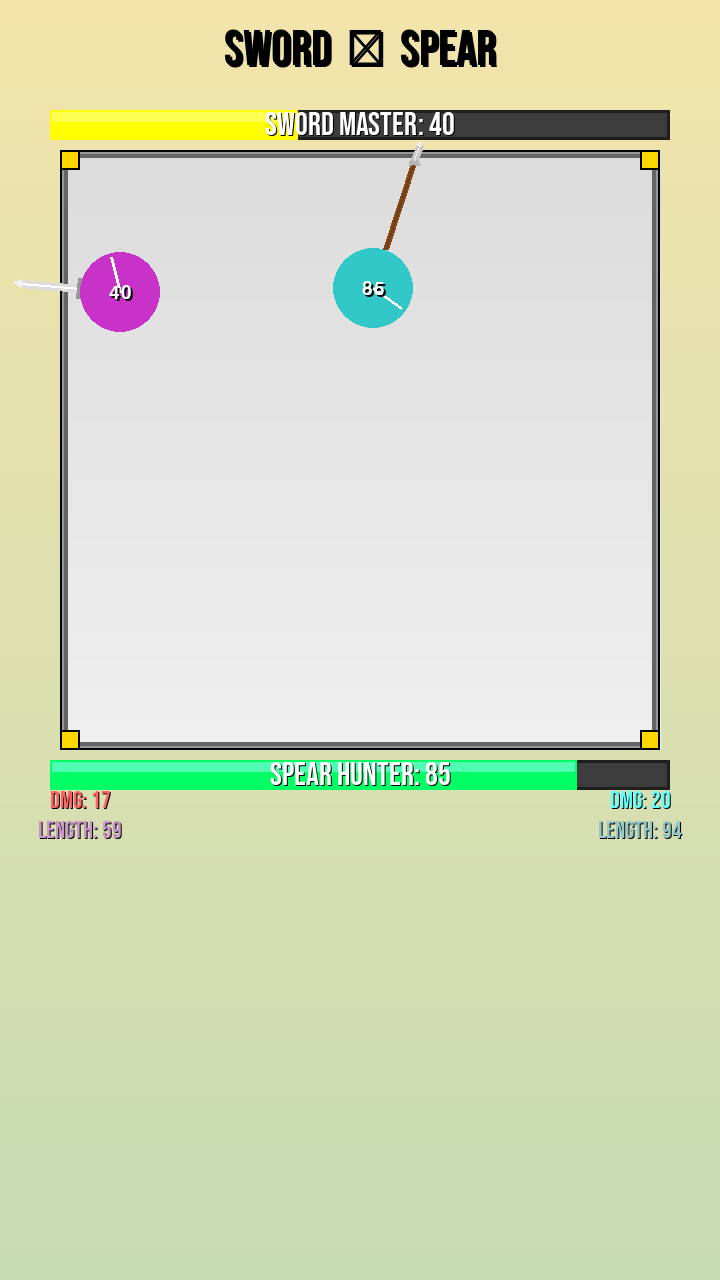 SWORD ☒ SPEAR
SWORD MASTER: 40
40
85
SPEAR HUNTER: 85
DMG: 17
DMG: 20
LENGTH: 59
LENGTH: 94